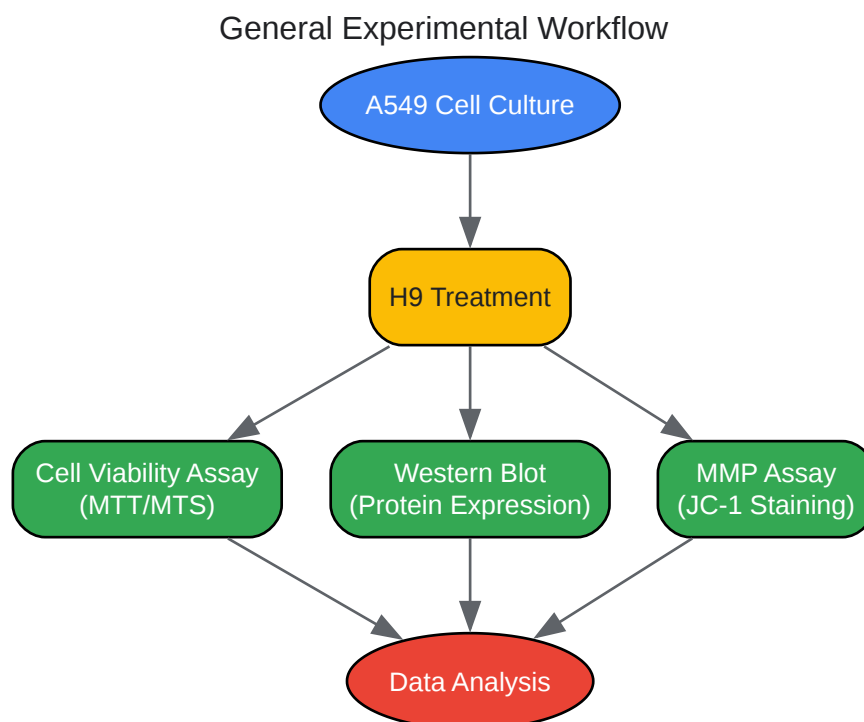 General Experimental Workflow
A549 Cell Culture
H9 Treatment
Cell Viability Assay
(MTT/MTS)
Western Blot
(Protein Expression)
MMP Assay
(JC-1 Staining)
Data Analysis